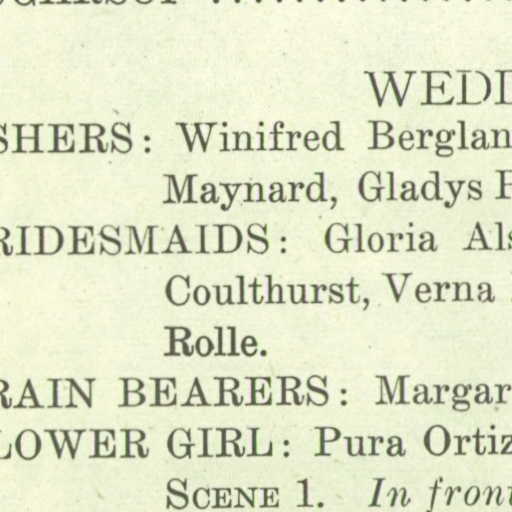 WEDD
SHERS: Winifred Berglan
Maynard, Gladys
RIDESMAIDS: Gloria Als
Coulthurst, Verna
Rolle.
RAIN BEARERS: Margar
LOWER GIRL: Pura Ortiz
SCENE 1. In front